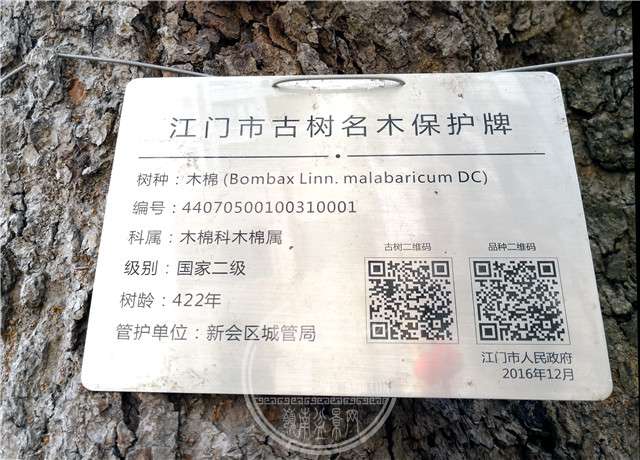 江门市古树名木保护牌
树种：木棉 (Bombax Linn. malabaricum DC)
编号：44070500100310001
科属：木棉科木棉属
级别：国家二级
树龄：422年
管护单位：新会区城管局
古树二维码
品种二维码
江门市人民政府
2016年12月